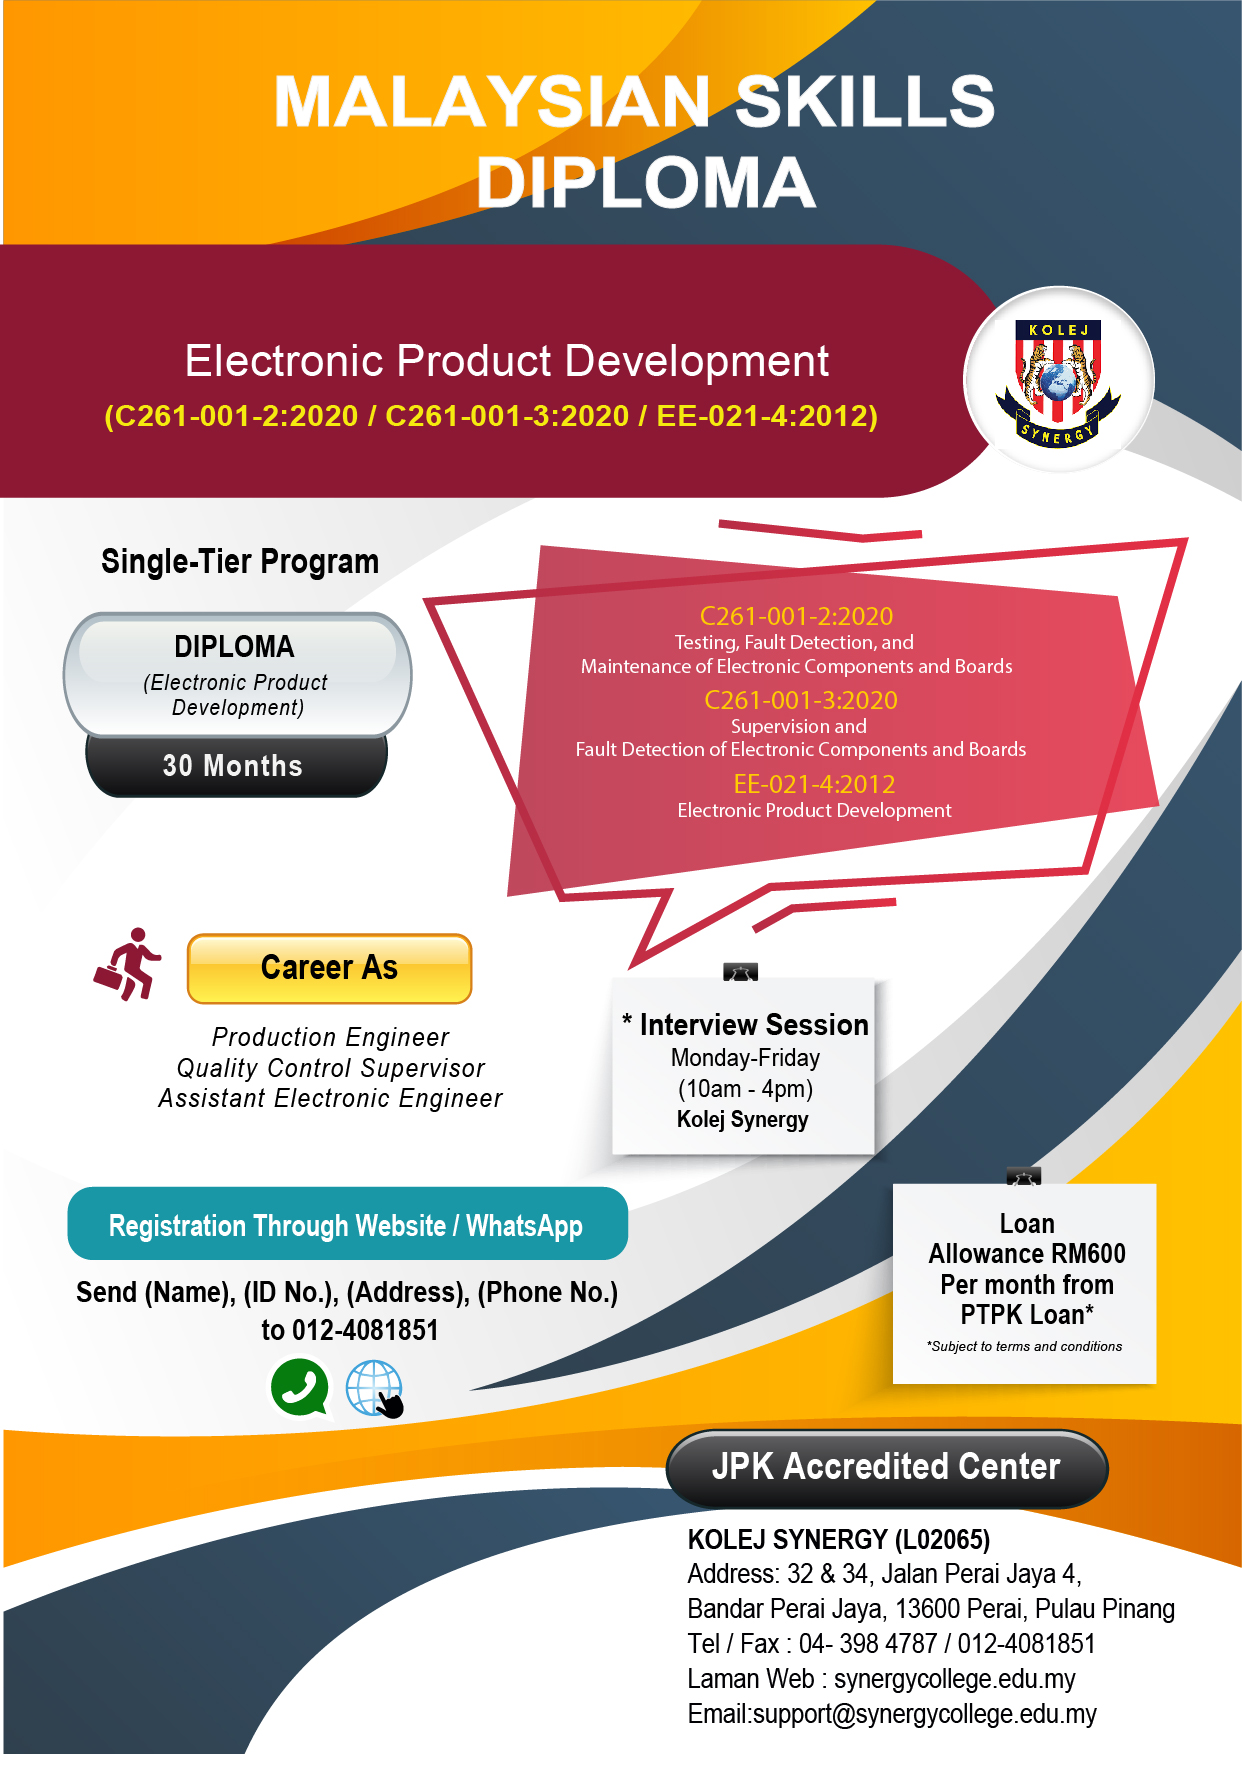 MALAYSIAN SKILLS
DIPLOMA
Electronic Product Development
(C261-001-2:2020 / C261-001-3:2020 / EE-021-4:2012)
KOLEJ
SYNERGY
Single-Tier Program
DIPLOMA
(Electronic Product
Development)
30 Months
C261-001-2:2020
Testing, Fault Detection, and
Maintenance of Electronic Components and Boards
C261-001-3:2020
Supervision and
Fault Detection of Electronic Components and Boards
EE-021-4:2012
Electronic Product Development
Career As
Production Engineer
Quality Control Supervisor
Assistant Electronic Engineer
* Interview Session
Monday-Friday
(10am - 4pm)
Kolej Synergy
Registration Through Website / WhatsApp
Send (Name), (ID No.), (Address), (Phone No.)
to 012-4081851
Loan
Allowance RM600
Per month from
PTPK Loan*
*Subject to terms and conditions
JPK Accredited Center
KOLEJ SYNERGY (L02065)
Address: 32 & 34, Jalan Perai Jaya 4,
Bandar Perai Jaya, 13600 Perai, Pulau Pinang
Tel / Fax : 04- 398 4787 / 012-4081851
Laman Web : synergycollege.edu.my
Email:support@synergycollege.edu.my